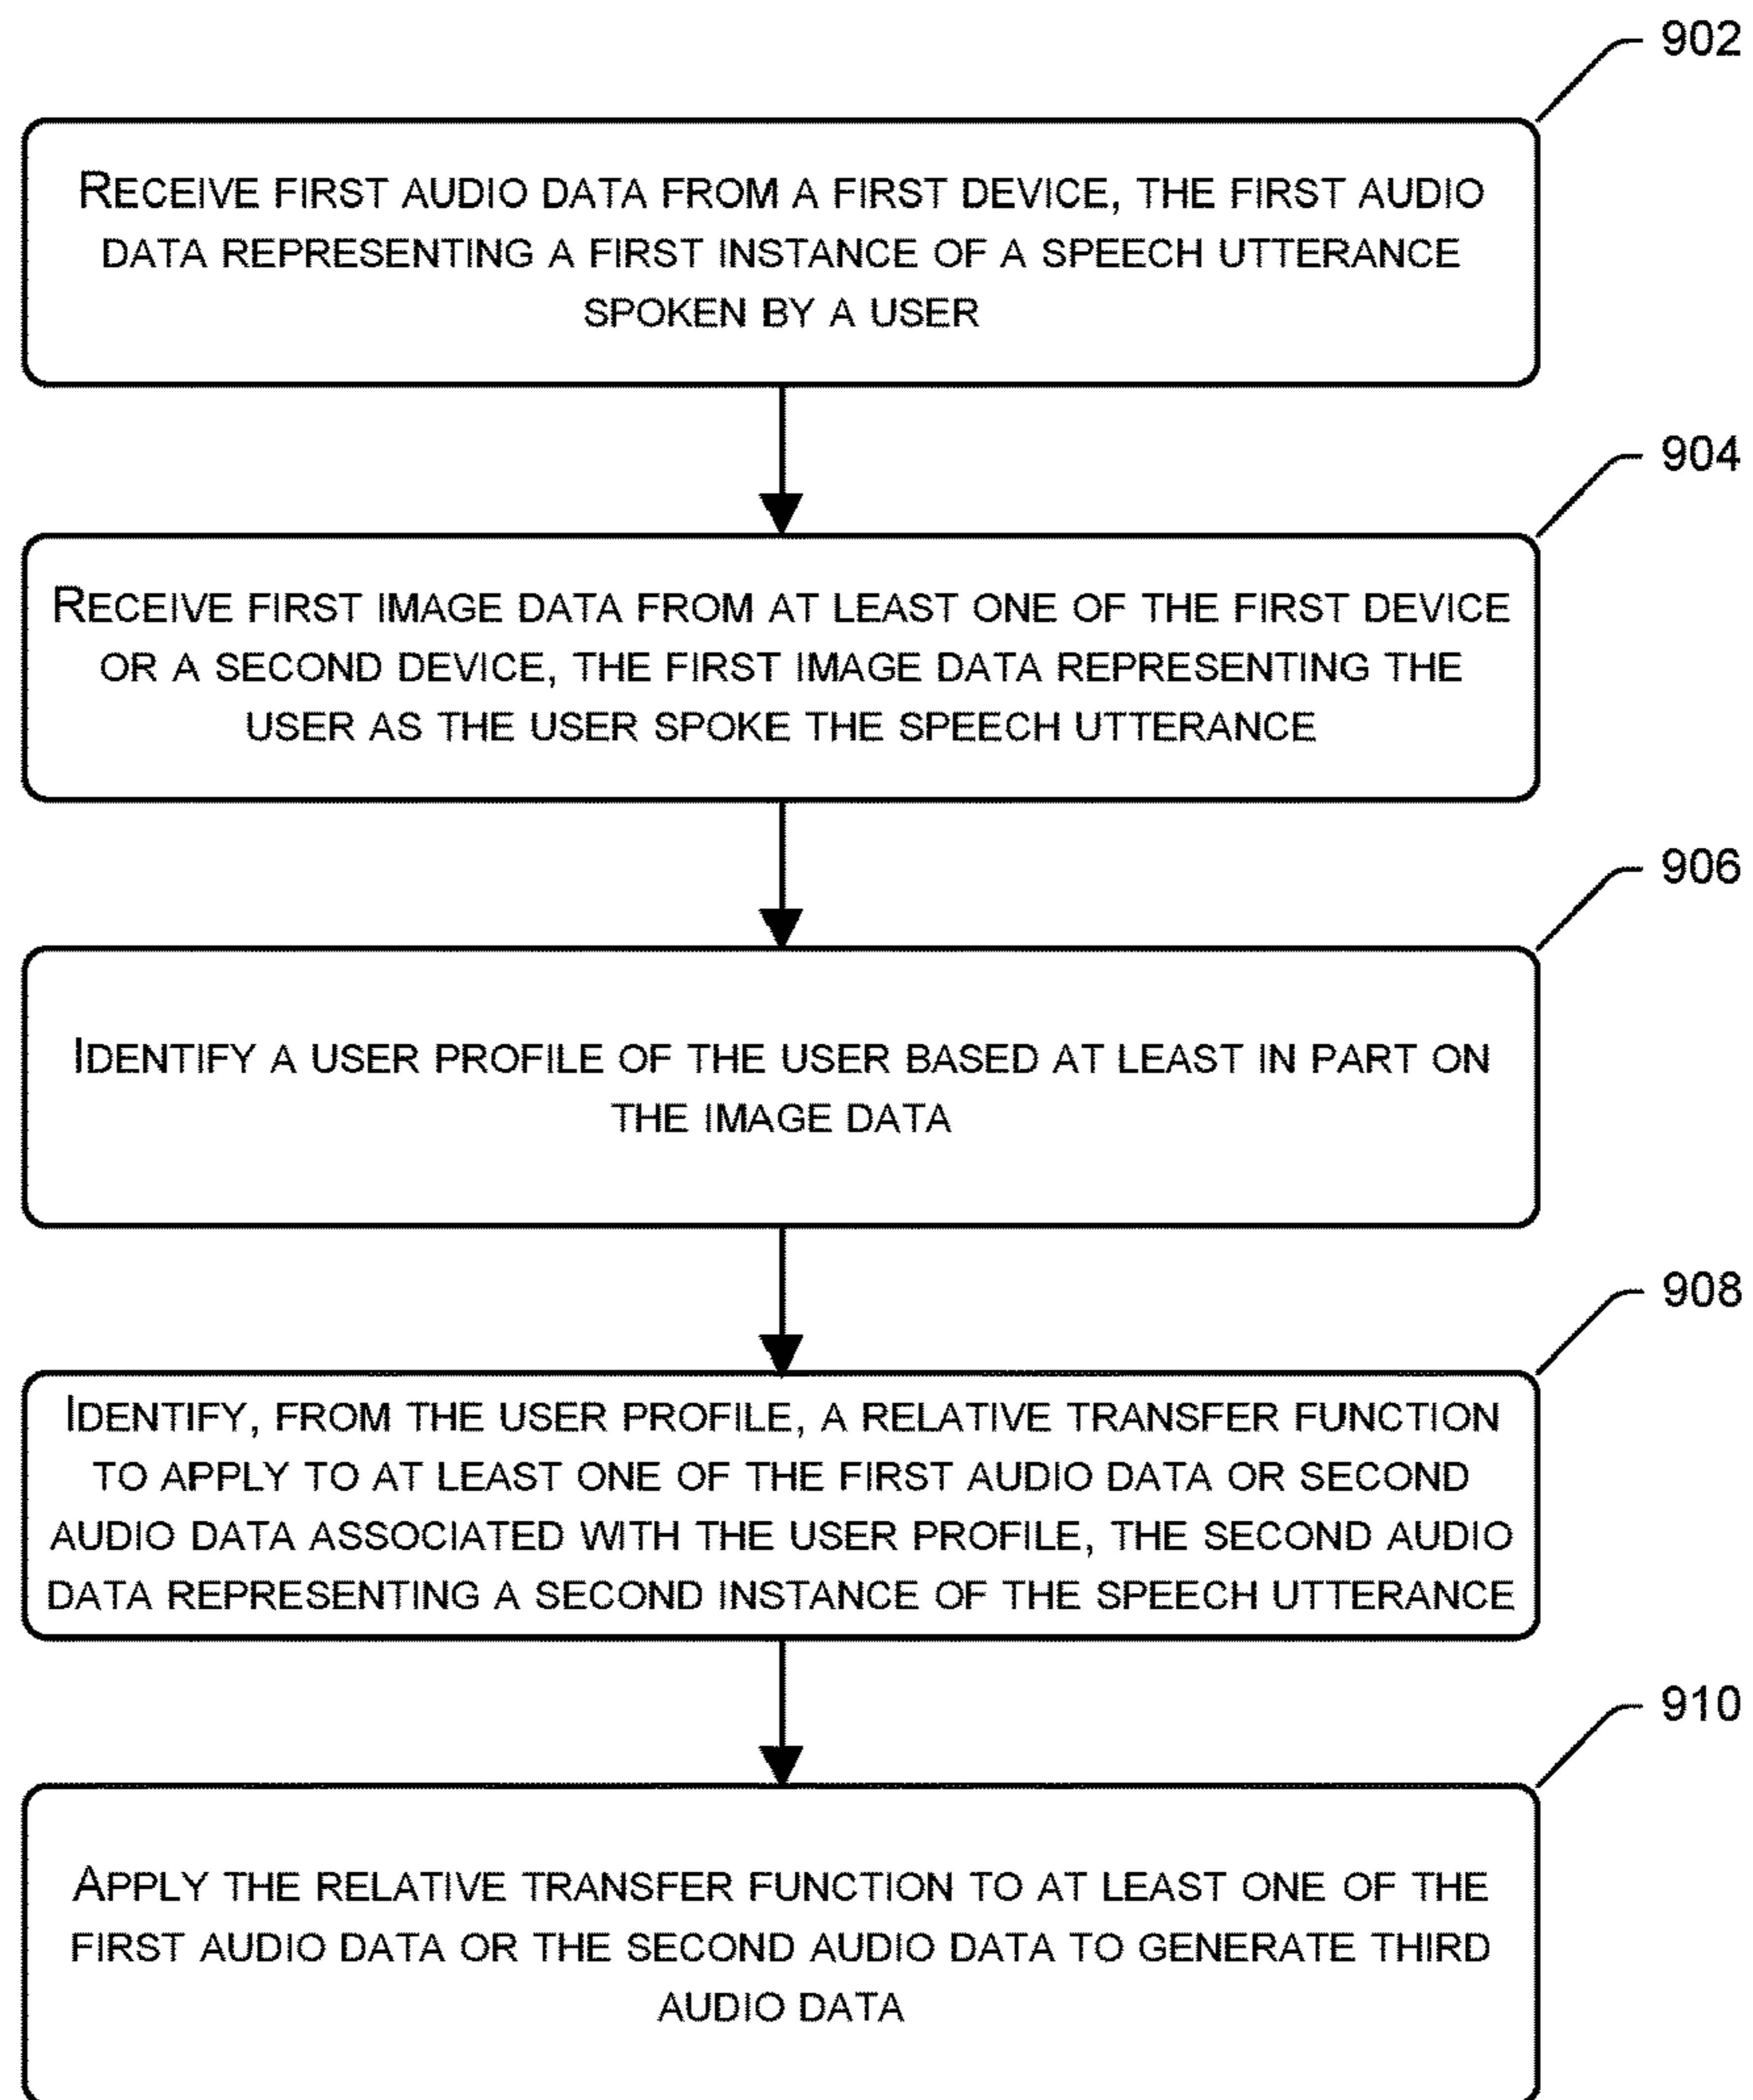 902
RECEIVE FIRST AUDIO DATA FROM A FIRST DEVICE, THE FIRST AUDIO
DATA REPRESENTING A FIRST INSTANCE OF A SPEECH UTTERANCE
SPOKEN BY A USER
904
RECEIVE FIRST IMAGE DATA FROM AT LEAST ONE OF THE FIRST DEVICE
OR A SECOND DEVICE, THE FIRST IMAGE DATA REPRESENTING THE
USER AS THE USER SPOKE THE SPEECH UTTERANCE
906
IDENTIFY A USER PROFILE OF THE USER BASED AT LEAST IN PART ON
THE IMAGE DATA
908
IDENTIFY, FROM THE USER PROFILE, A RELATIVE TRANSFER FUNCTION
TO APPLY TO AT LEAST ONE OF THE FIRST AUDIO DATA OR SECOND
AUDIO DATA ASSOCIATED WITH THE USER PROFILE, THE SECOND AUDIO
DATA REPRESENTING A SECOND INSTANCE OF THE SPEECH UTTERANCE
910
APPLY THE RELATIVE TRANSFER FUNCTION TO AT LEAST ONE OF THE
FIRST AUDIO DATA OR THE SECOND AUDIO DATA TO GENERATE THIRD
AUDIO DATA